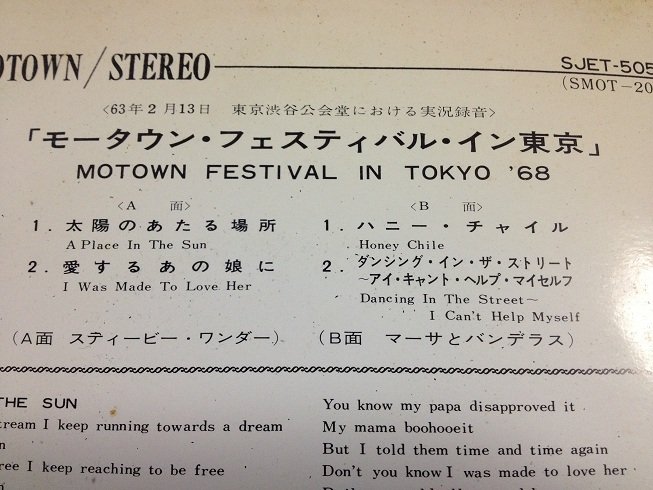 OTOWN/STEREO
SJET-505
(SMOT-20
〈63年2月13日 東京渋谷公会堂における実況録音〉
「モータウン・フェスティバル・イン東京」
MOTOWN FESTIVAL IN TOKYO '68
〈A 面〉
1. 太陽のあたる場所
A Place In The Sun
2. 愛するあの娘に
I Was Made To Love Her
(A面 スティービー・ワンダー)
〈B 面〉
1. ハニー・チャイル
Honey Chile
2. ダンシング・イン・ザ・ストリート
〜アイ・キャント・ヘルプ・マイセルフ
Dancing In The Street〜
I Can't Help Myself
(B面 マーサとバンデラス)
THE SUN
tream I keep running towards a dream
n
ree I keep reaching to be free
You know my papa disapproved it
My mama boohooeit
But I told them time and time again
Don't you know I was made to love her